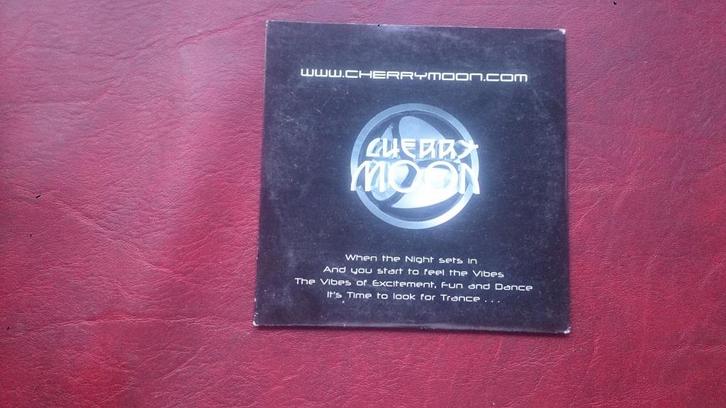 www.cherrymoon.com
CHERRY
MOON
When the Night sets in
And you start to feel the Vibes
The Vibes of Excitement, Fun and Dance
It's Time to look for Trance . . .